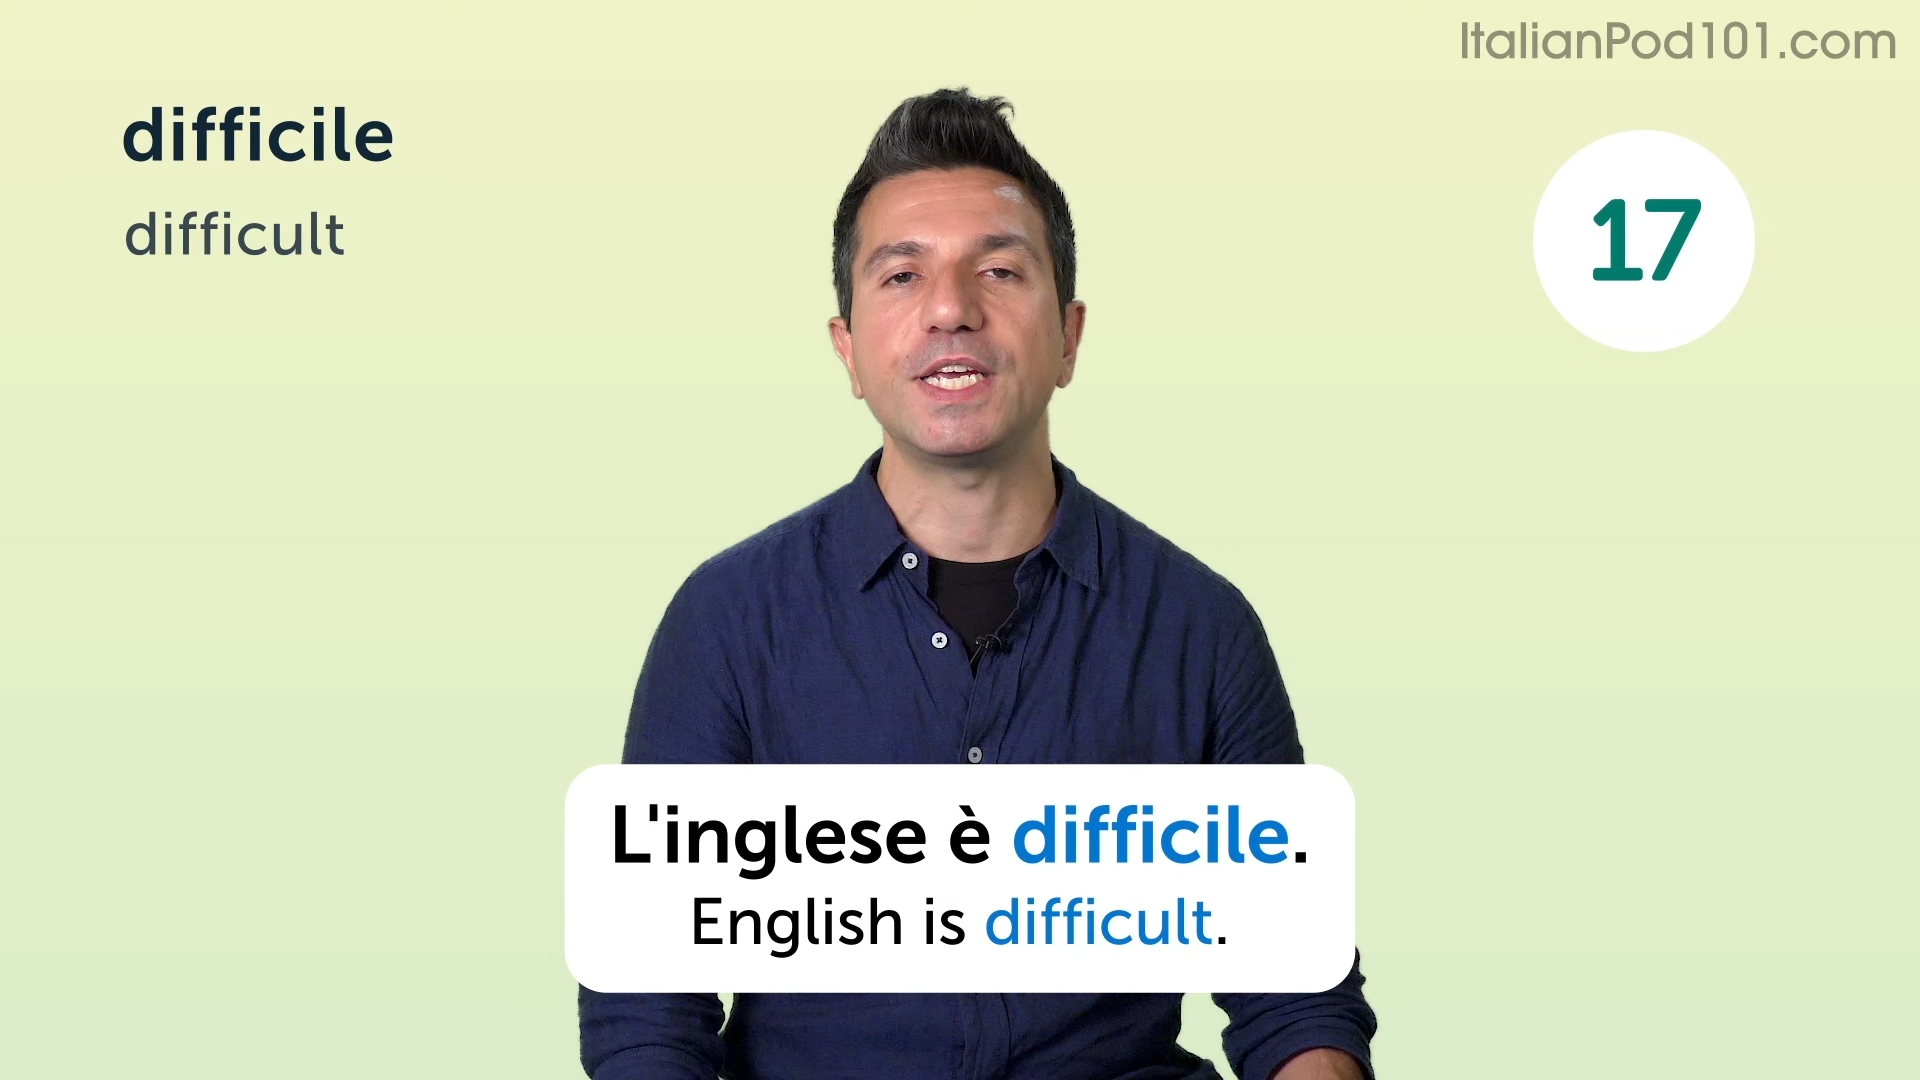 ItalianPod101.com
difficile
difficult
17
L'inglese è difficile.
English is difficult.